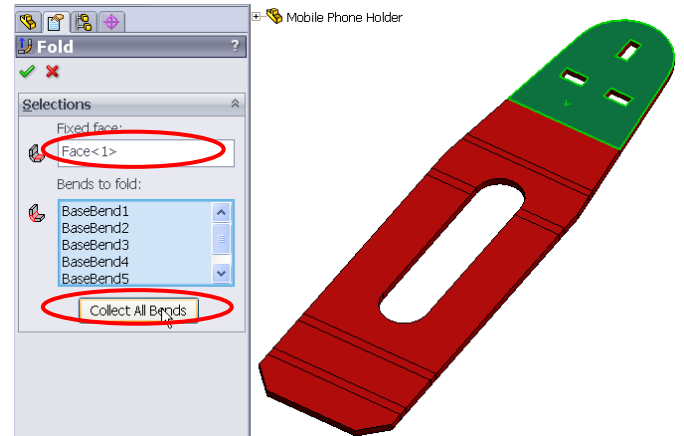 Mobile Phone Holder
Fold
?
Selections
Fixed face:
Face<1>
Bends to fold:
BaseBend1
BaseBend2
BaseBend3
BaseBend4
BaseBend5
Collect All Bends